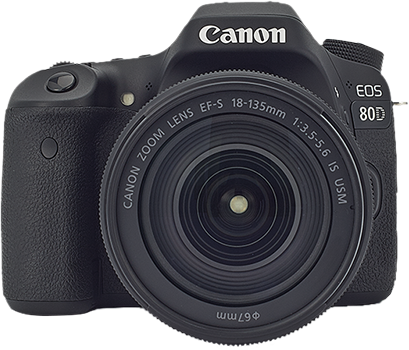 Canon
EOS
80D
CANON ZOOM LENS EF-S 18-135mm 1:3.5-5.6 IS USM
Φ67mm